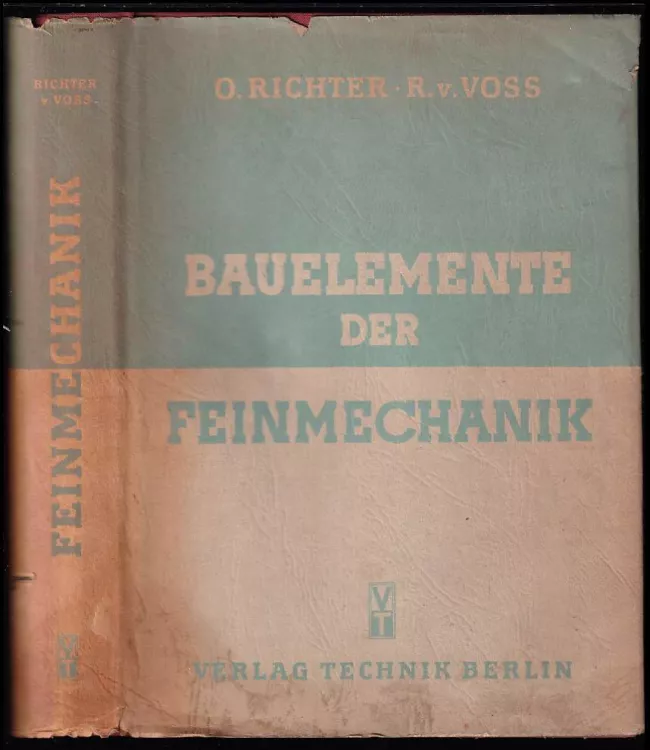 RICHTER
v VOSS
FEINMECHANIK
VT
O. RICHTER · R. v. VOSS
BAUELEMENTE
DER
FEINMECHANIK
VT
VERLAG TECHNIK BERLIN